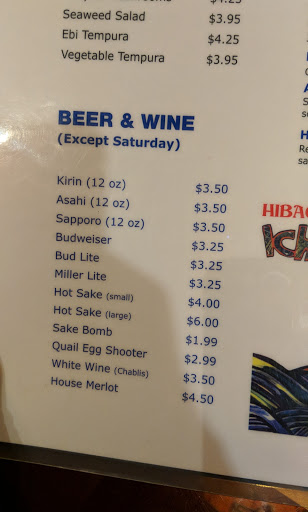 $4.25
Seaweed Salad $3.95
Ebi Tempura $4.25
Vegetable Tempura $3.95
BEER & WINE
(Except Saturday)
Kirin (12 oz) $3.50
Asahi (12 oz) $3.50
Sapporo (12 oz) $3.50
Budweiser $3.25
Bud Lite $3.25
Miller Lite $3.25
Hot Sake (small) $4.00
Hot Sake (large) $6.00
Sake Bomb $1.99
Quail Egg Shooter $2.99
White Wine (Chablis) $3.50
House Merlot $4.50
HIBAC